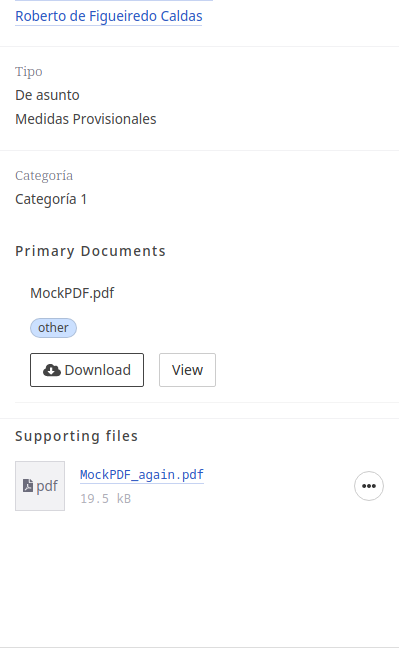 Roberto de Figueiredo Caldas
Tipo
De asunto
Medidas Provisionales
Categoría
Categoría 1
Primary Documents
MockPDF.pdf
other
Download View
Supporting files
pdf MockPDF_again.pdf
19.5 kB